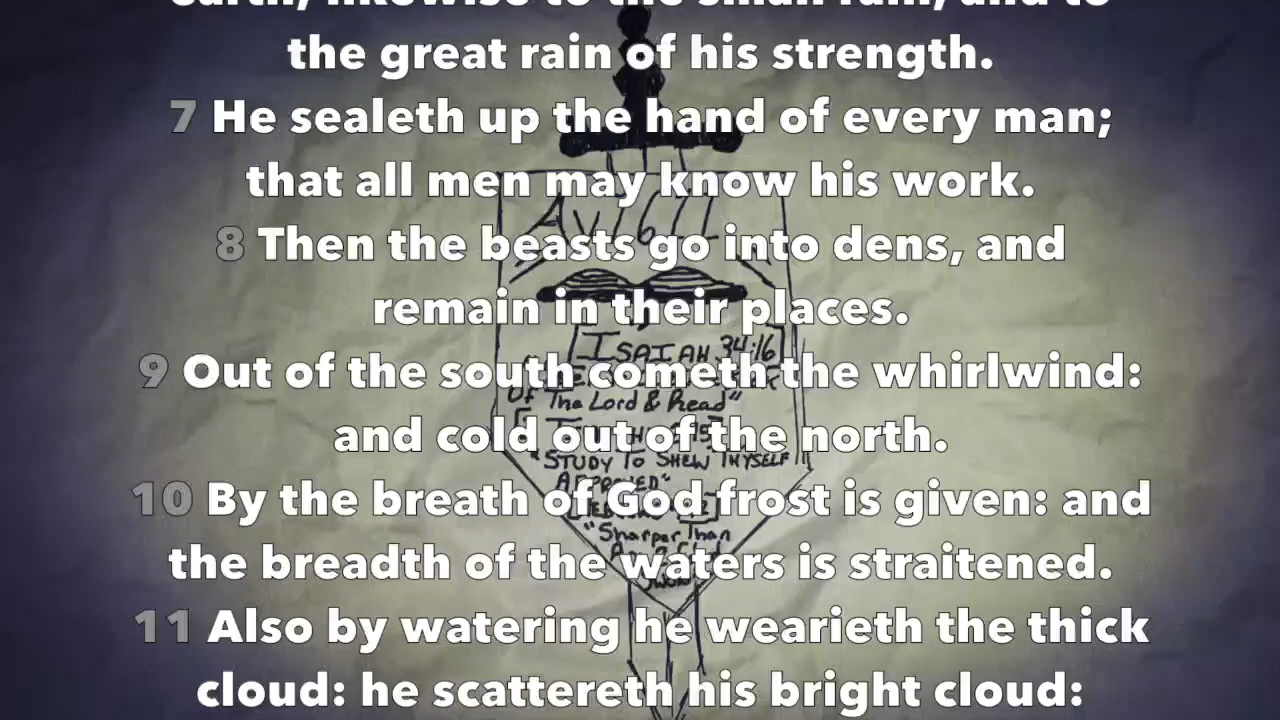 earth, likewise to the small rain, and to
the great rain of his strength.
7 He sealeth up the hand of every man;
that all men may know his work.
8 Then the beasts go into dens, and
remain in their places.
9 Out of the south cometh the whirlwind:
and cold out of the north.
10 By the breath of God frost is given: and
the breadth of the waters is straitened.
11 Also by watering he wearieth the thick
cloud: he scattereth his bright cloud:
AV1611
ISAIAH 34:16
Of The Lord & Read"
"STUDY TO SHEW THYSELF
APPROVED"
"Sharper Than